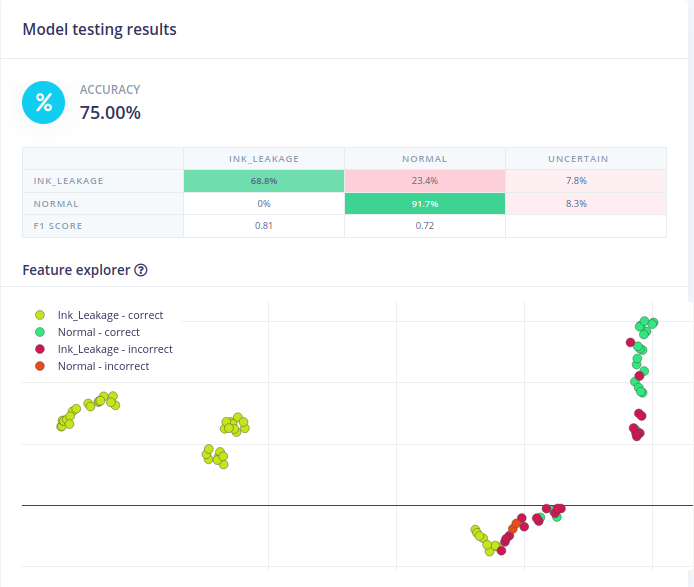 Model testing results
%
ACCURACY
75.00%
INK_LEAKAGE NORMAL UNCERTAIN
INK_LEAKAGE 68.8% 23.4% 7.8%
NORMAL 0% 91.7% 8.3%
F1 SCORE 0.81 0.72
Feature explorer ?
Ink_Leakage - correct
Normal - correct
Ink_Leakage - incorrect
Normal - incorrect